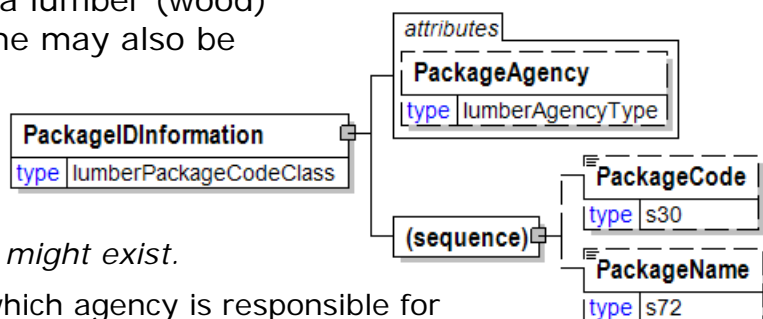 a lumber (wood)
ne may also be
attributes
PackageAgency
type lumberAgencyType
PackageIDInformation
type lumberPackageCodeClass
PackageCode
type s30
(sequence)
might exist.
PackageName
type s72
which agency is responsible for